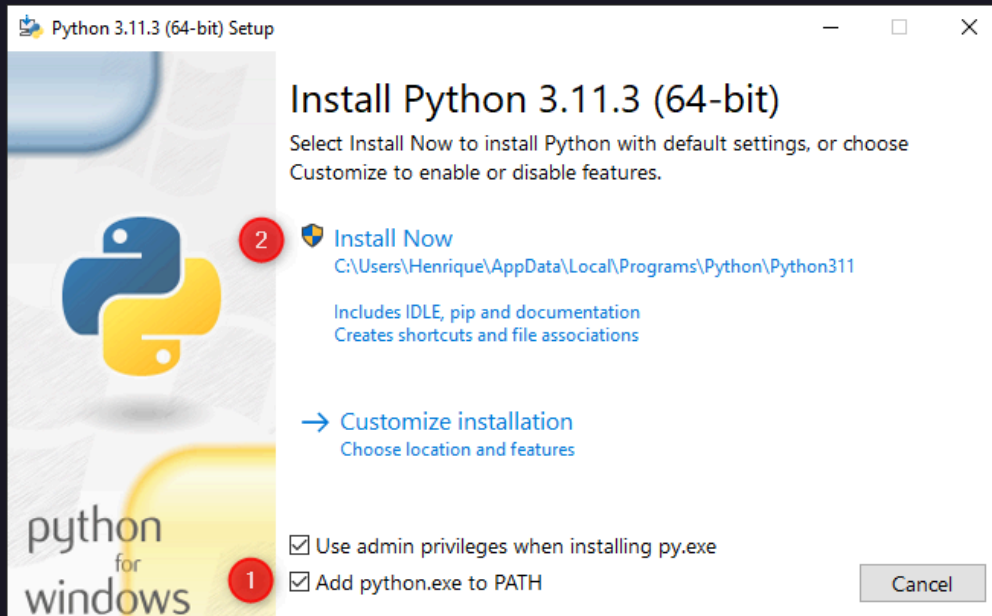 Python 3.11.3 (64-bit) Setup
Install Python 3.11.3 (64-bit)
Select Install Now to install Python with default settings, or choose
Customize to enable or disable features.
2
Install Now
C:\Users\Henrique\AppData\Local\Programs\Python\Python311
Includes IDLE, pip and documentation
Creates shortcuts and file associations
Customize installation
Choose location and features
python
for
windows
Use admin privileges when installing py.exe
1
Add python.exe to PATH
Cancel